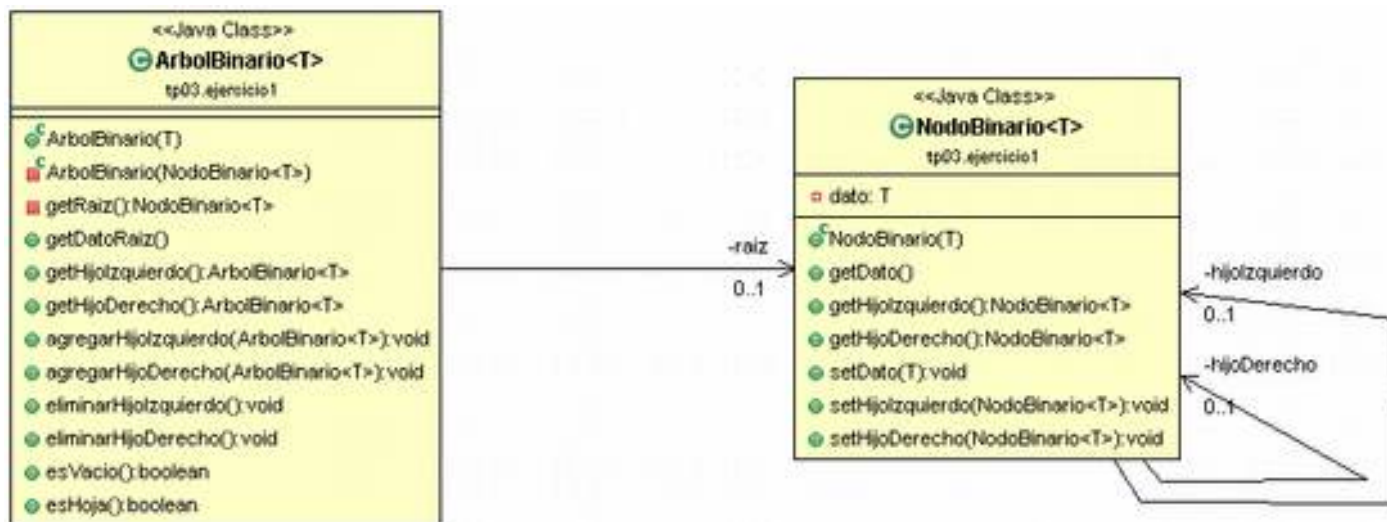 <<Java Class>>
ArbolBinario<T>
tp03.ejercicio1
ArbolBinario(T)
ArbolBinario(NodoBinario<T>)
getRaiz():NodoBinario<T>
getDatoRaiz()
getHijoIzquierdo():ArbolBinario<T>
getHijoDerecho():ArbolBinario<T>
agregarHijoIzquierdo(ArbolBinario<T>):void
agregarHijoDerecho(ArbolBinario<T>):void
eliminarHijoIzquierdo():void
eliminarHijoDerecho():void
esVacio():boolean
esHoja():boolean
-raiz
0..1
<<Java Class>>
NodoBinario<T>
tp03.ejercicio1
dato: T
NodoBinario(T)
getDato()
getHijoIzquierdo():NodoBinario<T>
getHijoDerecho():NodoBinario<T>
setDato(T):void
setHijoIzquierdo(NodoBinario<T>):void
setHijoDerecho(NodoBinario<T>):void
-hijoIzquierdo
0..1
-hijoDerecho
0..1